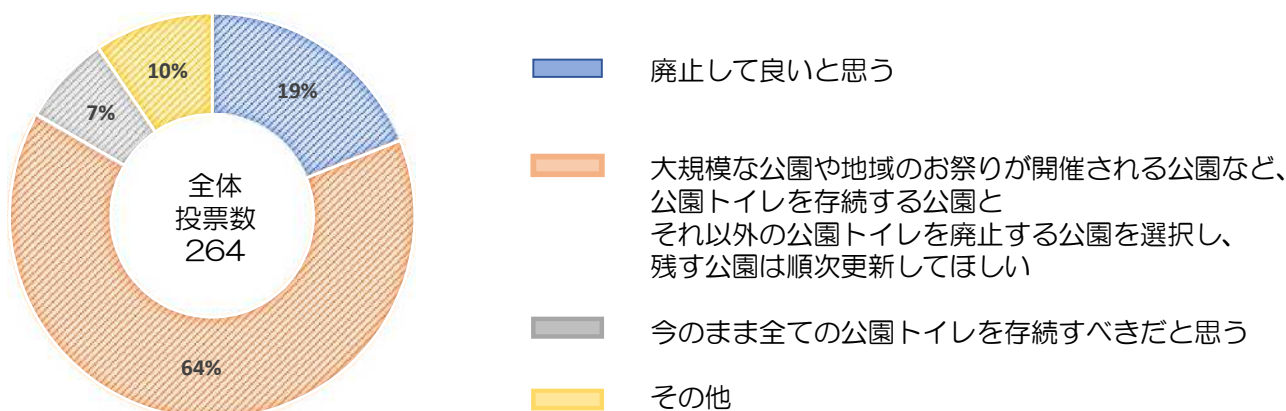 10%
19%
7%
64%
全体
投票数
264
廃止して良いと思う
大規模な公園や地域のお祭りが開催される公園など、
公園トイレを存続する公園と
それ以外の公園トイレを廃止する公園を選択し、
残す公園は順次更新してほしい
今のまま全ての公園トイレを存続すべきだと思う
その他